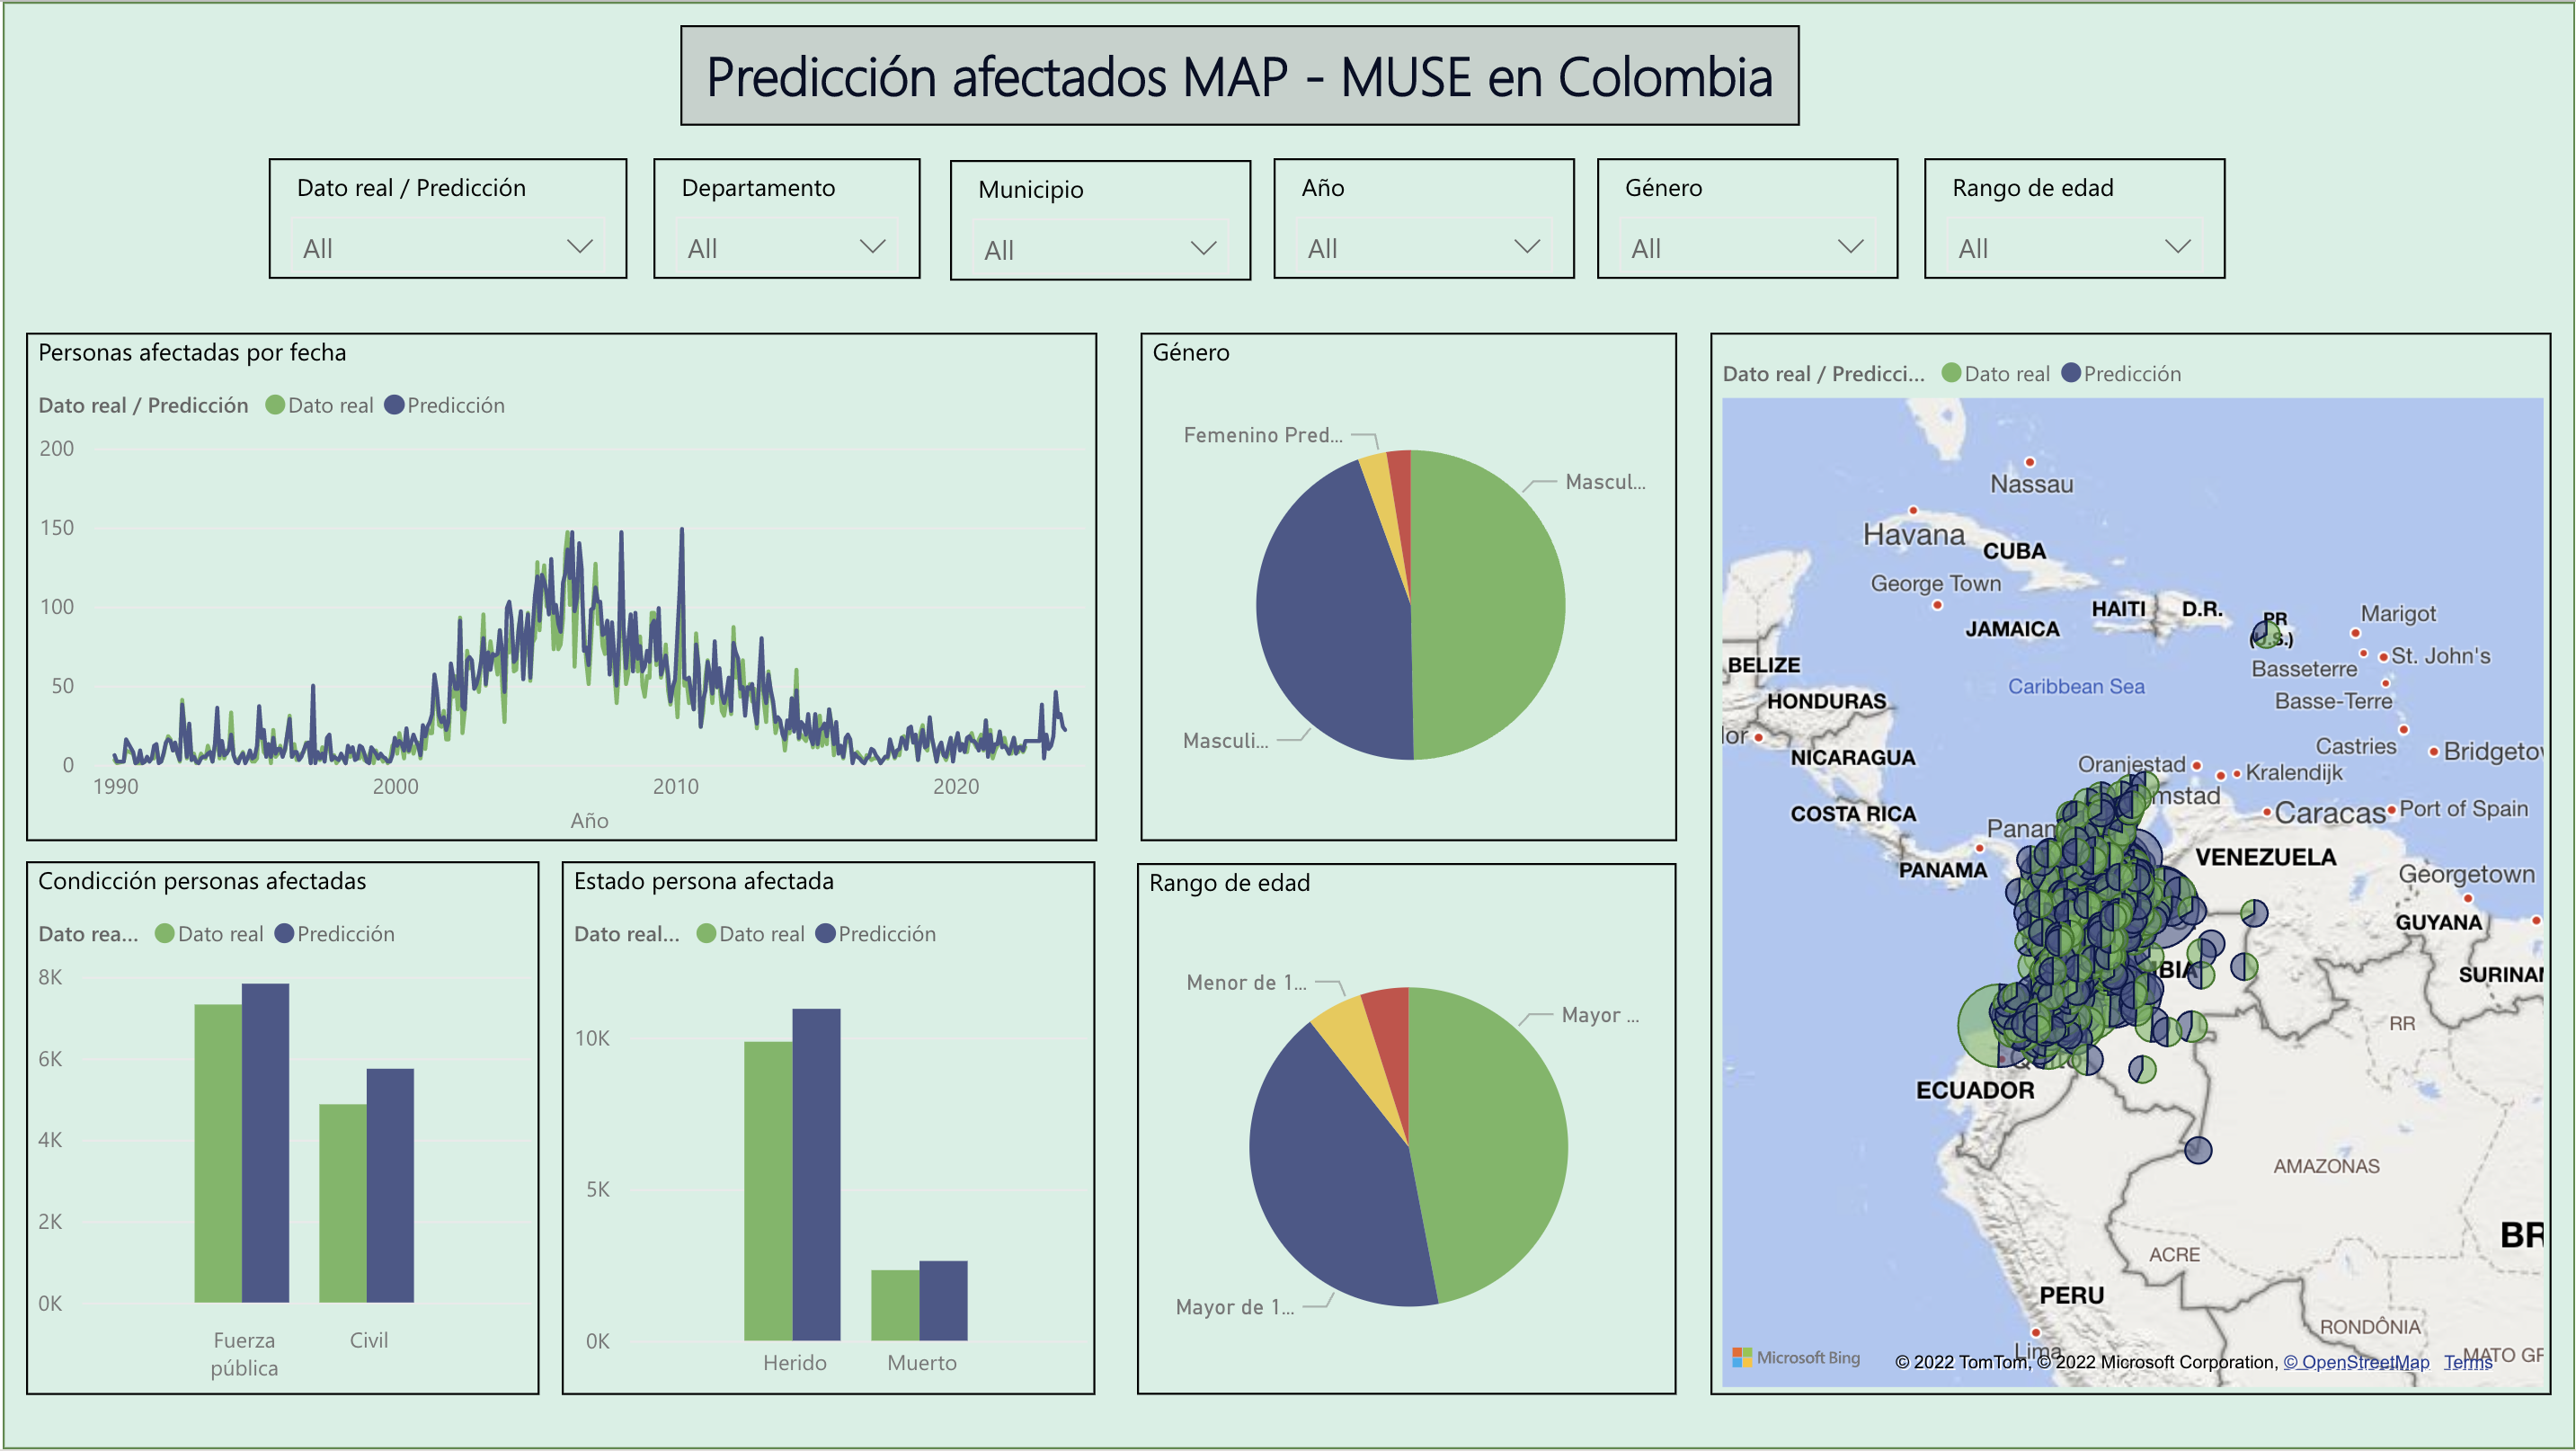 Predicción afectados MAP - MUSE en Colombia
Dato real / Predicción
All
Departamento
All
Municipio
All
Año
All
Género
All
Rango de edad
All
Personas afectadas por fecha
Dato real / Predicción Dato real Predicción
200
150
100
50
0
1990 2000 2010 2020
Año
Género
Femenino Pred...
Mascul...
Masculi...
Condicción personas afectadas
Dato rea... Dato real Predicción
8K
6K
4K
2K
0K
Fuerza pública
Civil
Estado persona afectada
Dato real... Dato real Predicción
10K
5K
0K
Herido Muerto
Rango de edad
Menor de 1...
Mayor ...
Mayor de 1...
Dato real / Predicci... Dato real Predicción
Nassau
Havana
CUBA
George Town
HAITI D.R.
PR
(U.S.)
Marigot
JAMAICA
BELIZE
St. John's
Basseterre
Caribbean Sea
Basse-Terre
HONDURAS
lor
Castries
NICARAGUA
Bridgetov
Oranjestad
Kralendijk
mstad
COSTA RICA
Caracas
Port of Spain
Panan
PANAMA
VENEZUELA
Georgetown
GUYANA
BIA
SURINAI
RR
ECUADOR
AMAZONAS
BR
ACRE
PERU
RONDÔNIA
Lima
MATO GR
Microsoft Bing
© 2022 TomTom, © 2022 Microsoft Corporation, © OpenStreetMap Terms